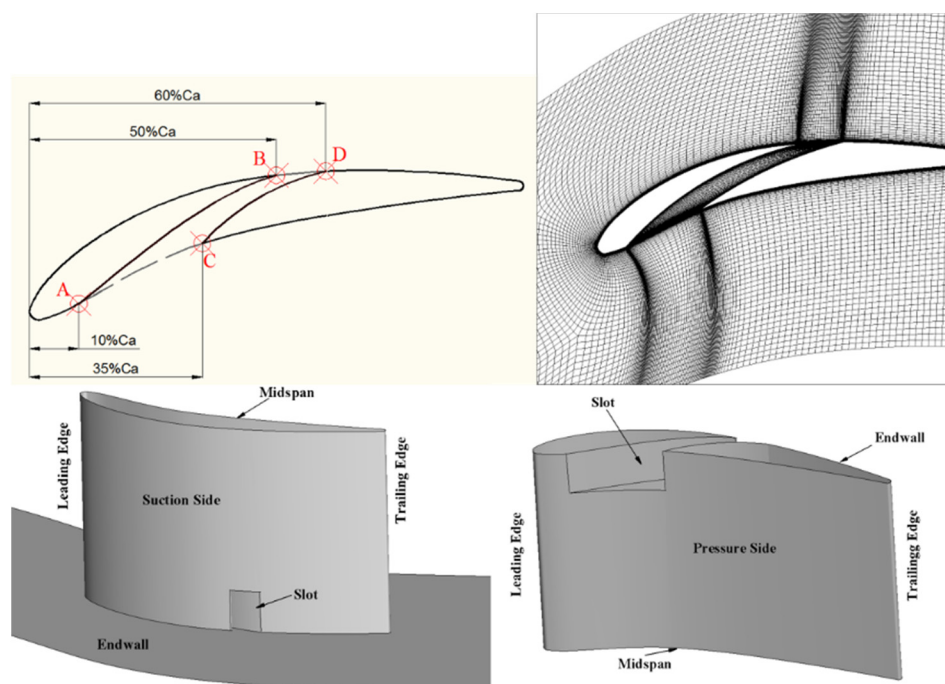 60%Ca
50%Ca
B
D
A
C
10%Ca
35%Ca
Midspan
Leading Edge
Suction Side
Trailing Edge
Slot
Endwall
Slot
Endwall
Leading Edge
Pressure Side
Trailingg Edge
Midspan